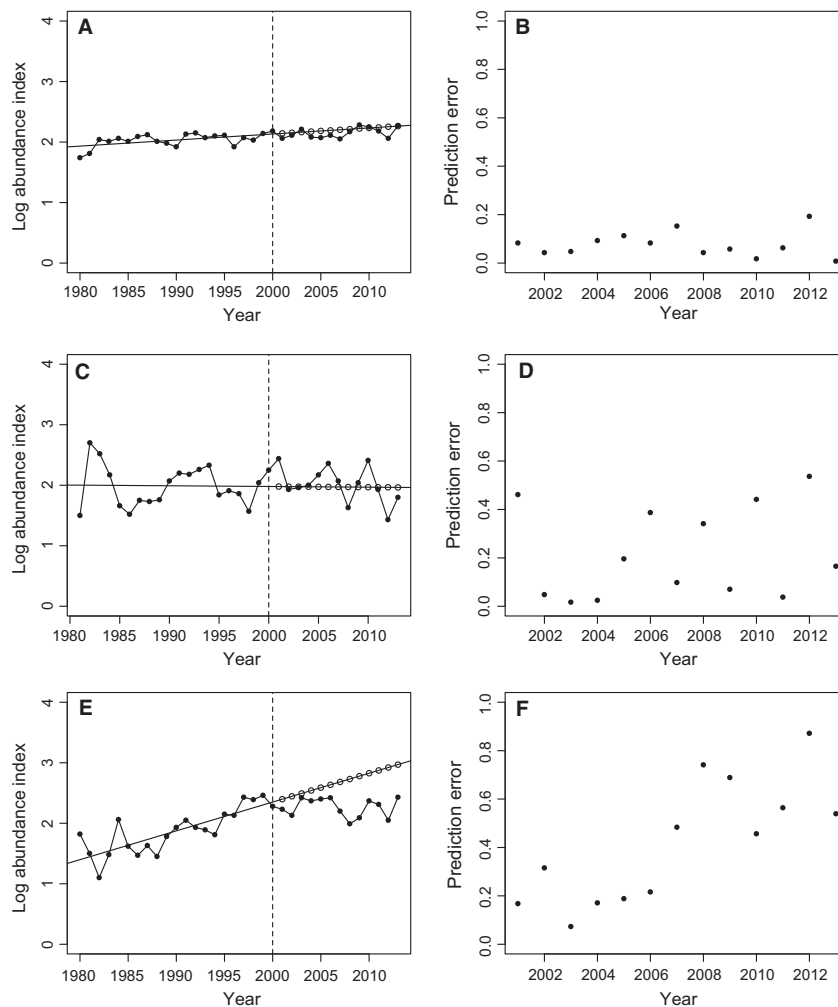 A
Log abundance index
0 1 2 3 4
1980 1985 1990 1995 2000 2005 2010
Year
B
Prediction error
0.0 0.2 0.4 0.6 0.8 1.0
2002 2004 2006 2008 2010 2012
Year
C
Log abundance index
0 1 2 3 4
1980 1985 1990 1995 2000 2005 2010
Year
D
Prediction error
0.0 0.2 0.4 0.6 0.8 1.0
2002 2004 2006 2008 2010 2012
Year
E
Log abundance index
0 1 2 3 4
1980 1985 1990 1995 2000 2005 2010
Year
F
Prediction error
0.0 0.2 0.4 0.6 0.8 1.0
2002 2004 2006 2008 2010 2012
Year